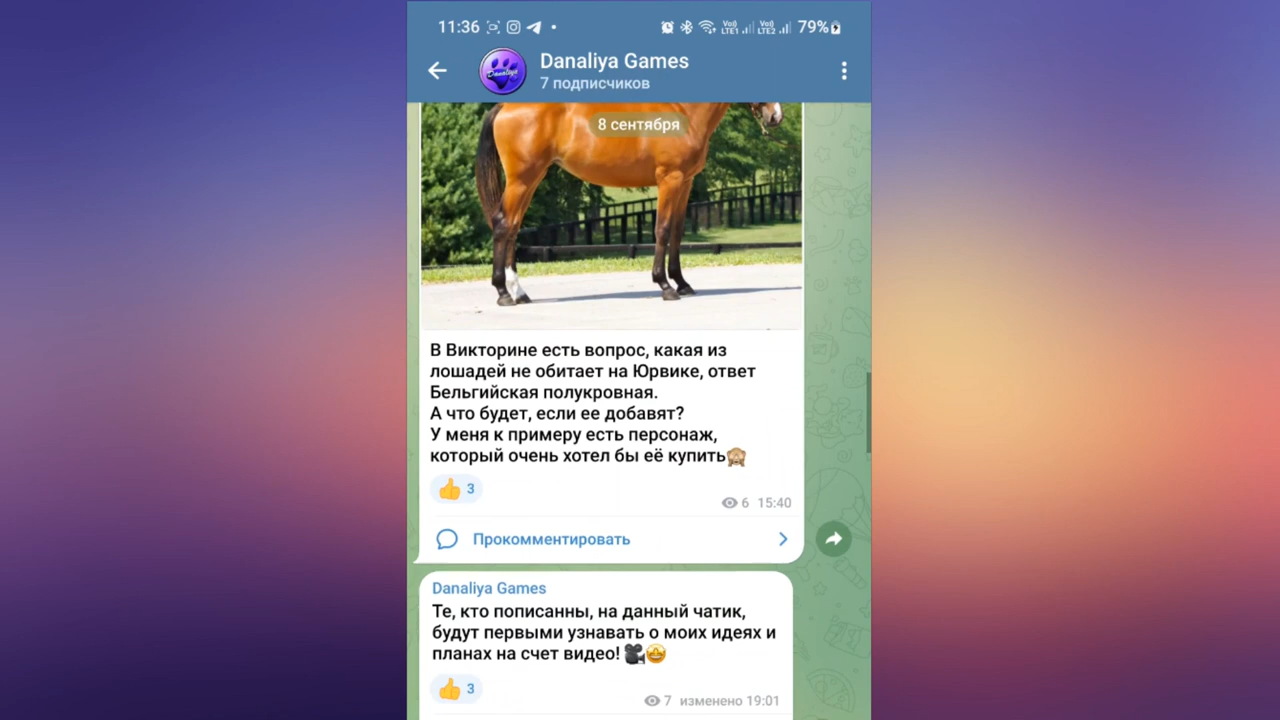 11:36
Vo) LTE1
Vo) LTE2
79%
Danaliya
Danaliya Games
7 подписчиков
8 сентября
В Викторине есть вопрос, какая из
лошадей не обитает на Юрвике, ответ
Бельгийская полукровная.
А что будет, если ее добавят?
У меня к примеру есть персонаж,
который очень хотел бы её купить🙈
👍 3
6 15:40
Прокомментировать
Danaliya Games
Те, кто пописанны, на данный чатик,
будут первыми узнавать о моих идеях и
планах на счет видео! 🎥🤩
👍 3
7 изменено 19:01